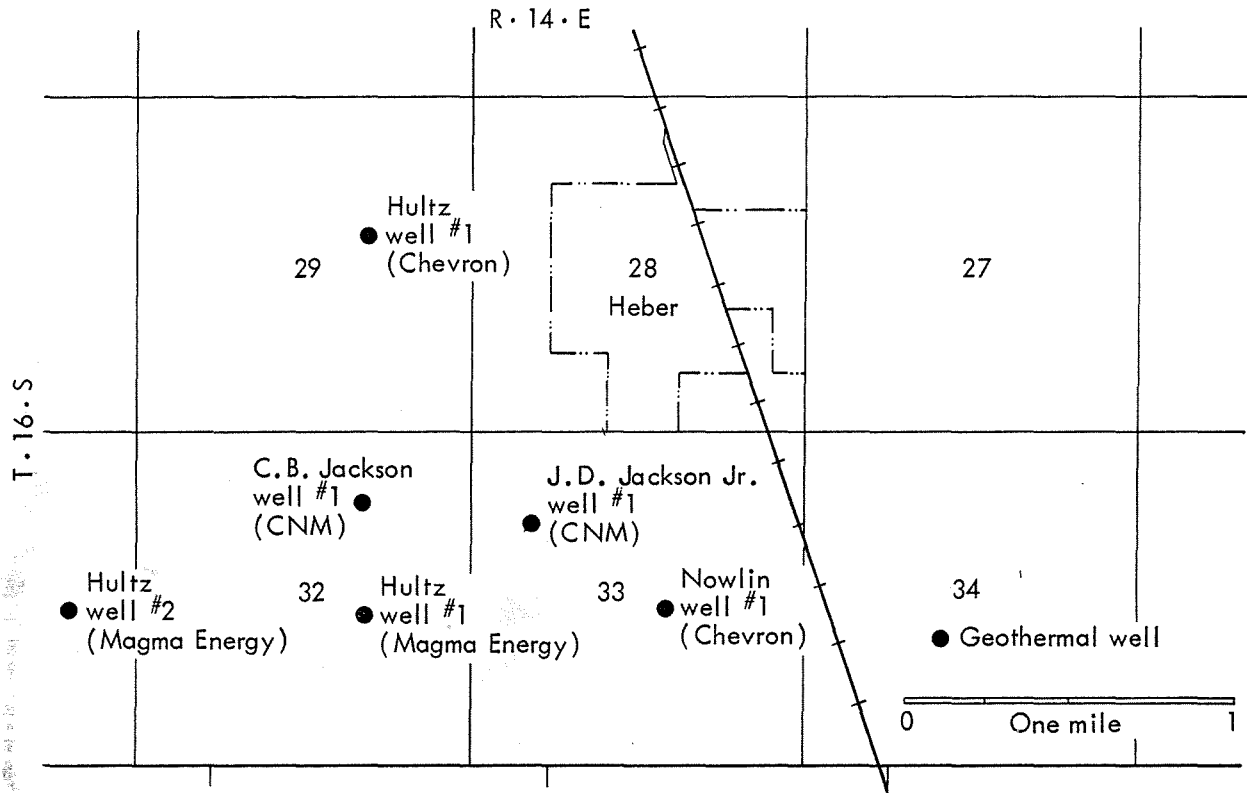 R·14·E
Hultz
well #1
(Chevron)
29
28
Heber
27
T·16·S
C.B. Jackson
well #1
(CNM)
J.D. Jackson Jr.
well #1
(CNM)
Hultz
well #2
(Magma Energy)
32
Hultz
well #1
(Magma Energy)
33
Nowlin
well #1
(Chevron)
34
Geothermal well
0
One mile
1